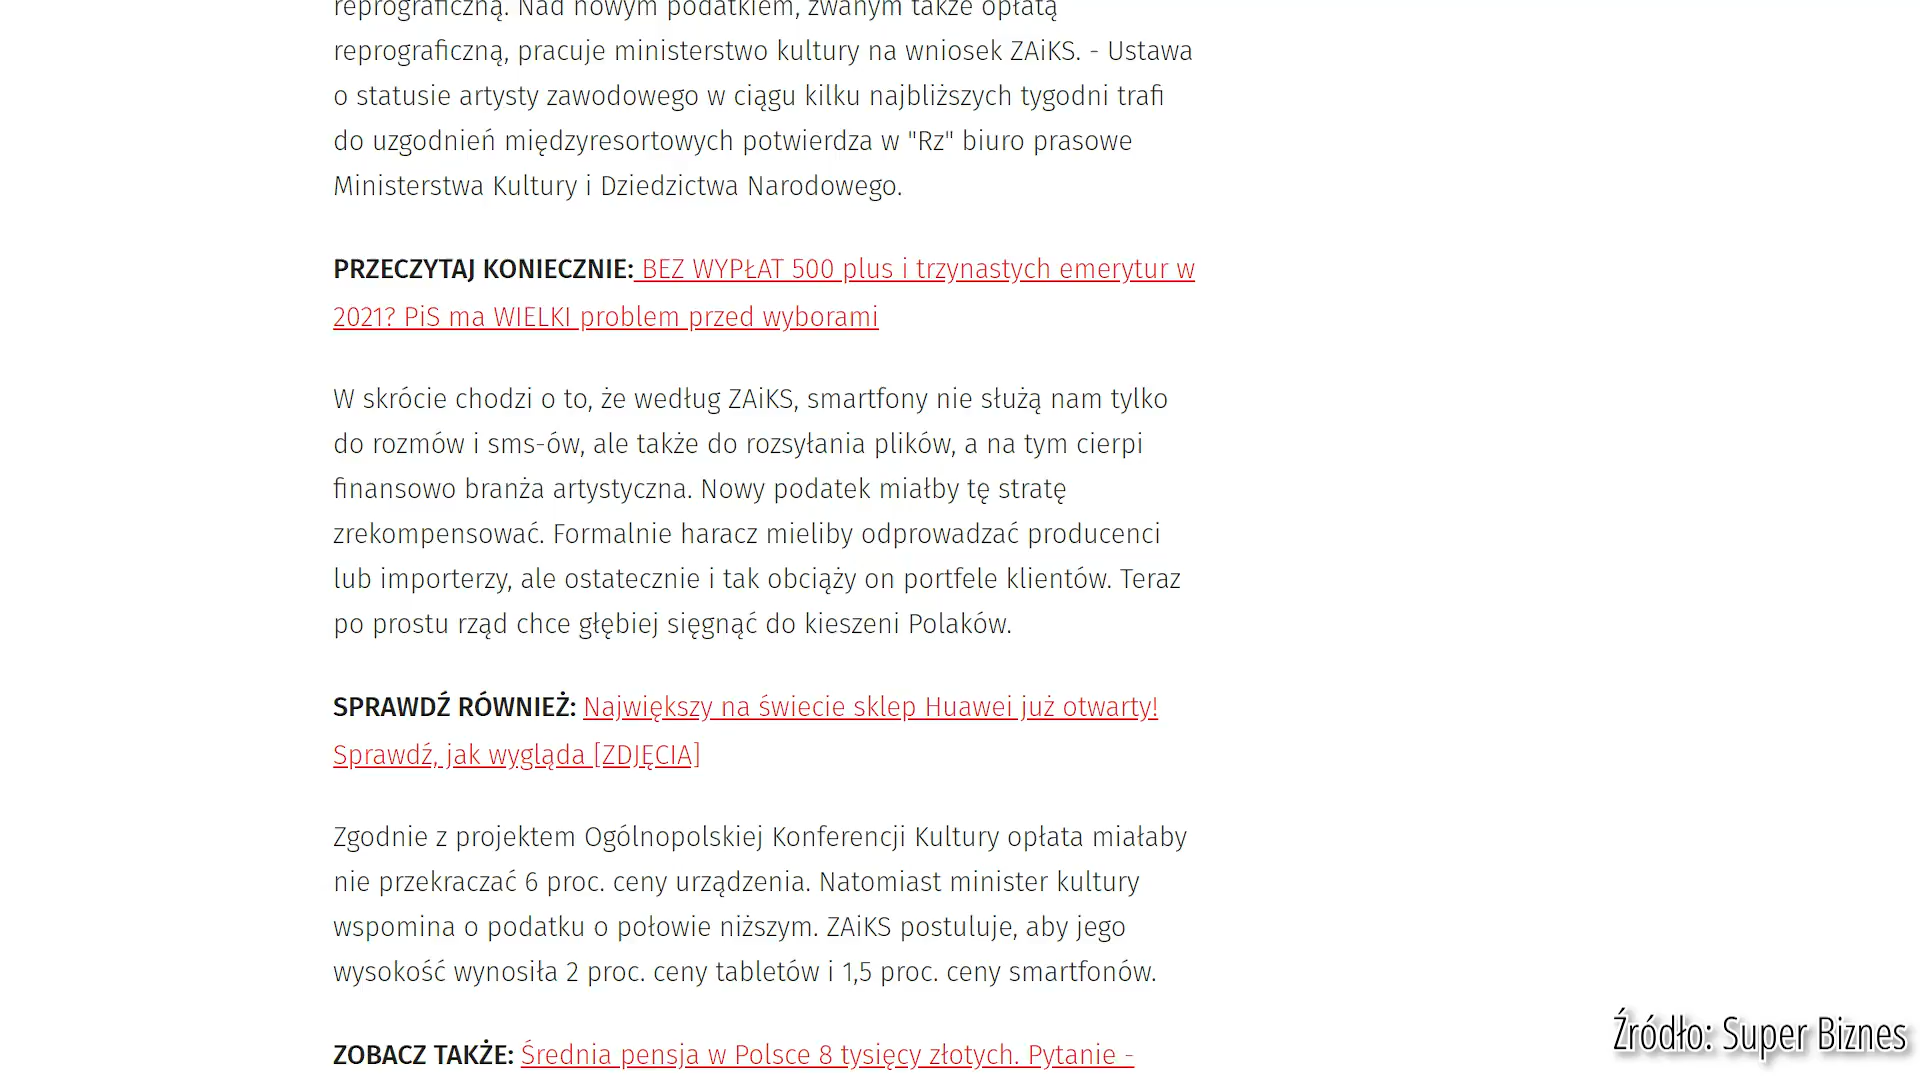 reprograficzną. Nad nowym podatkiem, zwanym także opłatą
reprograficzną, pracuje ministerstwo kultury na wniosek ZAiKS. - Ustawa
o statusie artysty zawodowego w ciągu kilku najbliższych tygodni trafi
do uzgodnień międzyresortowych potwierdza w "Rz" biuro prasowe
Ministerstwa Kultury i Dziedzictwa Narodowego.
PRZECZYTAJ KONIECZNIE: BEZ WYPŁAT 500 plus i trzynastych emerytur w
2021? PiS ma WIELKI problem przed wyborami
W skrócie chodzi o to, że według ZAiKS, smartfony nie służą nam tylko
do rozmów i sms-ów, ale także do rozsyłania plików, a na tym cierpi
finansowo branża artystyczna. Nowy podatek miałby tę stratę
zrekompensować. Formalnie haracz mieliby odprowadzać producenci
lub importerzy, ale ostatecznie i tak obciąży on portfele klientów. Teraz
po prostu rząd chce głębiej sięgnąć do kieszeni Polaków.
SPRAWDŹ RÓWNIEŻ: Największy na świecie sklep Huawei już otwarty!
Sprawdź, jak wygląda [ZDJĘCIA]
Zgodnie z projektem Ogólnopolskiej Konferencji Kultury opłata miałaby
nie przekraczać 6 proc. ceny urządzenia. Natomiast minister kultury
wspomina o podatku o połowie niższym. ZAiKS postuluje, aby jego
wysokość wynosiła 2 proc. ceny tabletów i 1,5 proc. ceny smartfonów.
ZOBACZ TAKŻE: Średnia pensja w Polsce 8 tysięcy złotych. Pytanie -
Źródło: Super Biznes